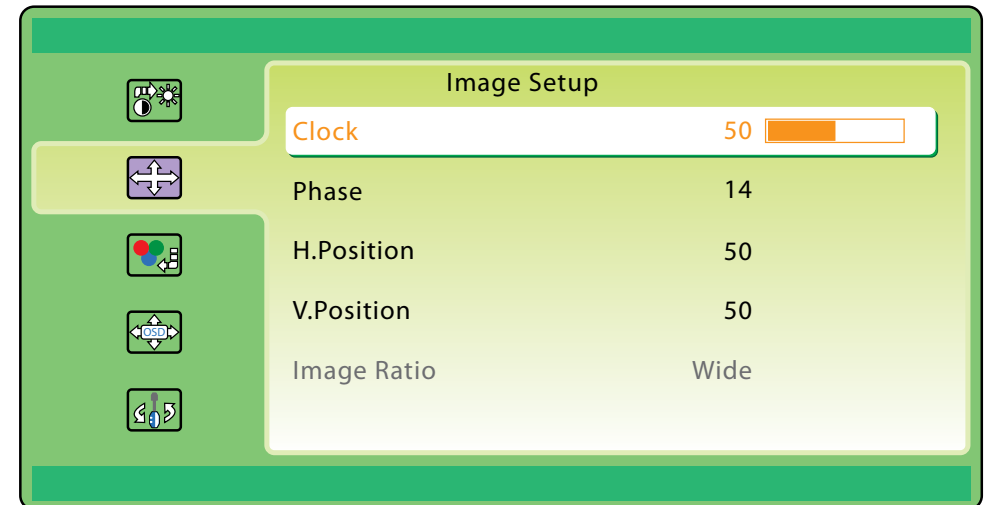 Image Setup
Clock 50
Phase 14
H.Position 50
V.Position 50
OSD
Image Ratio Wide